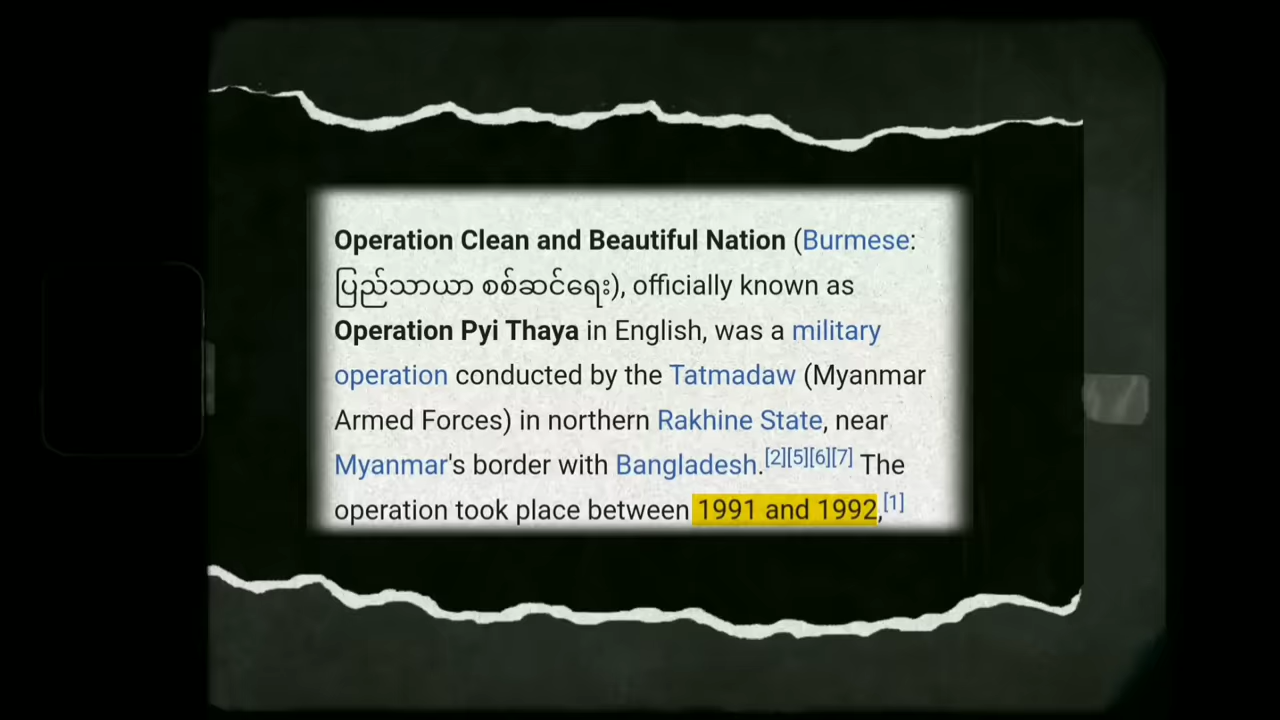 Operation Clean and Beautiful Nation (Burmese:
ပြည်သာယာ စစ်ဆင်ရေး), officially known as
Operation Pyi Thaya in English, was a military
operation conducted by the Tatmadaw (Myanmar
Armed Forces) in northern Rakhine State, near
Myanmar's border with Bangladesh.[2][5][6][7] The
operation took place between 1991 and 1992,[1]